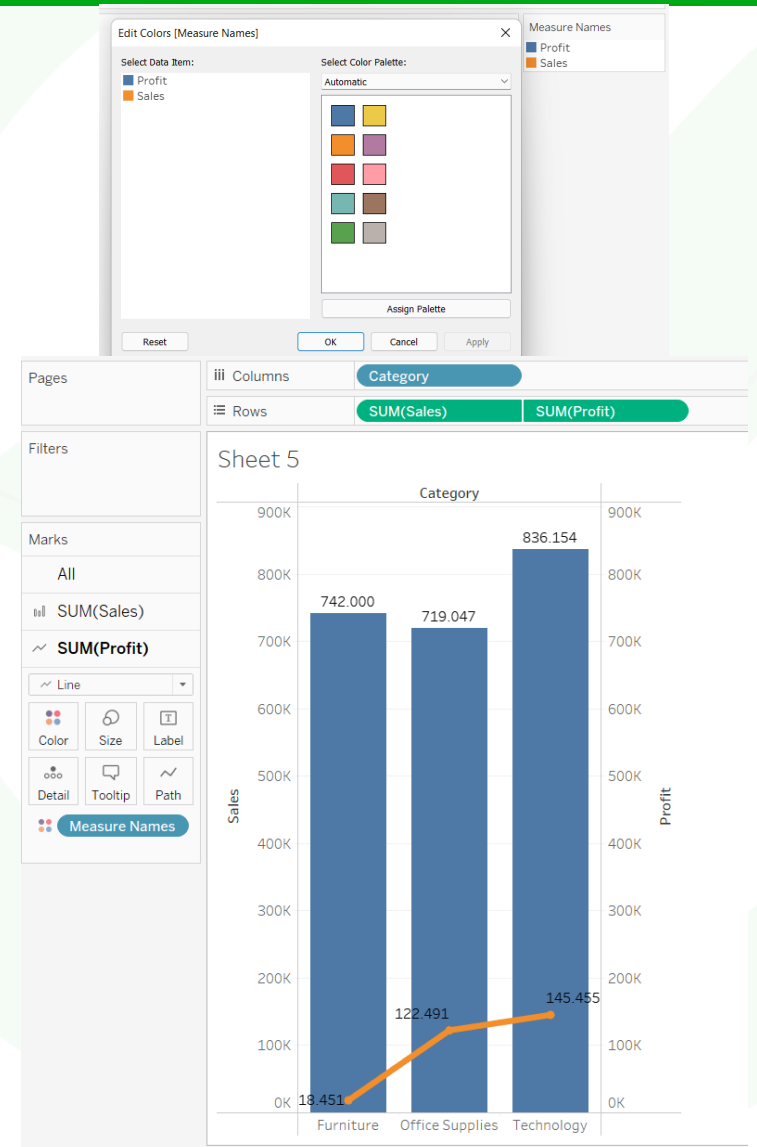 Edit Colors [Measure Names]
Measure Names
Profit
Sales
Select Data Item:
Profit
Sales
Select Color Palette:
Automatic
Assign Palette
Reset
OK
Cancel
Apply
Pages
Filters
Marks
All
SUM(Sales)
SUM(Profit)
Line
Color
Size
Label
Detail
Tooltip
Path
Measure Names
Columns
Category
Rows
SUM(Sales)
SUM(Profit)
Sheet 5
Category
900K
800K
700K
600K
500K
400K
300K
200K
100K
0K
Sales
742.000
719.047
836.154
18.451
122.491
145.455
900K
800K
700K
600K
500K
400K
300K
200K
100K
0K
Profit
Furniture
Office Supplies
Technology